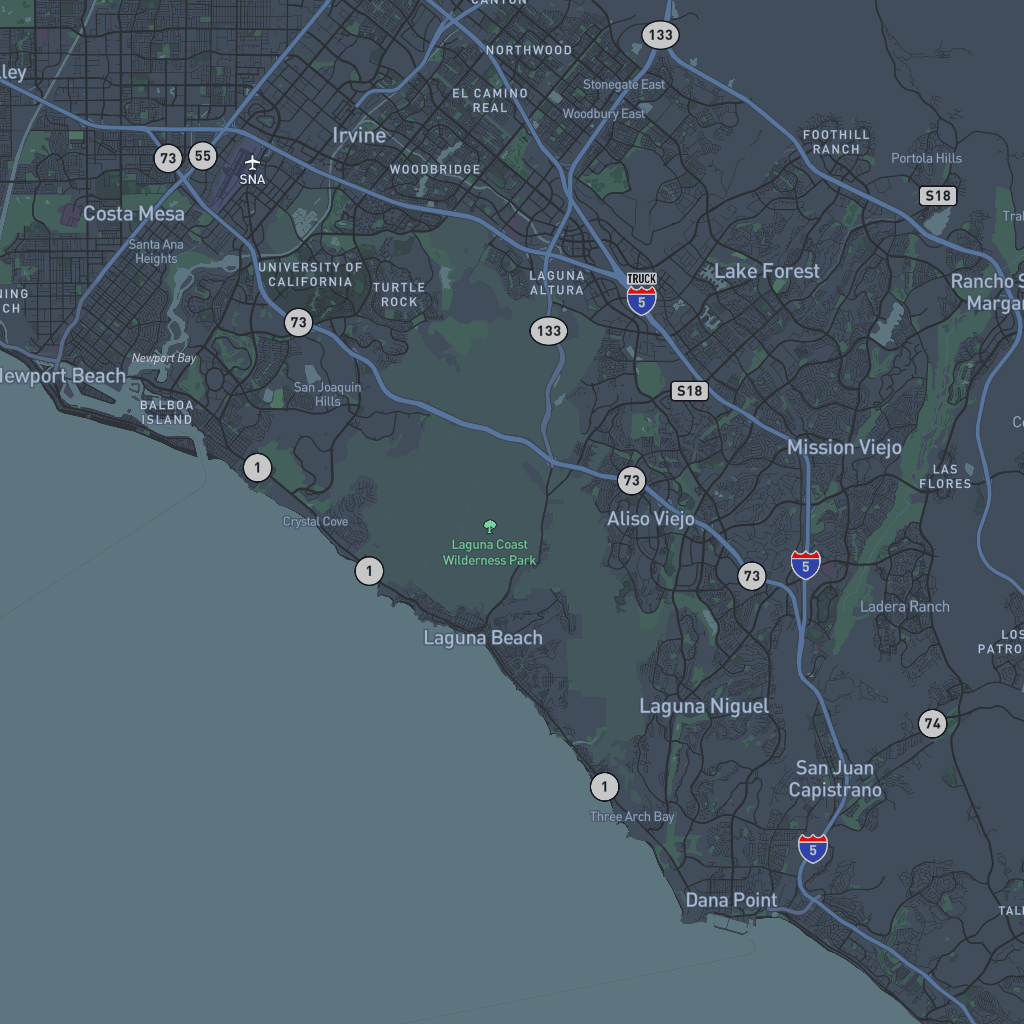 CANYON
133
NORTHWOOD
lley
Stonegate East
EL CAMINO
REAL
Woodbury East
Irvine
FOOTHILL
RANCH
73
55
Portola Hills
WOODBRIDGE
SNA
S18
Costa Mesa
Tra
Santa Ana
Heights
UNIVERSITY OF
CALIFORNIA
LAGUNA
ALTURA
Lake Forest
TRUCK
5
Rancho S
Margar
NING
CH
TURTLE
ROCK
73
133
Newport Bay
Newport Beach
San Joaquin
Hills
S18
BALBOA
ISLAND
Co
Mission Viejo
1
LAS
FLORES
73
Aliso Viejo
Crystal Cove
Laguna Coast
Wilderness Park
1
73
5
Ladera Ranch
Laguna Beach
LOS
PATRO
Laguna Niguel
74
San Juan
Capistrano
1
Three Arch Bay
5
Dana Point
TAL